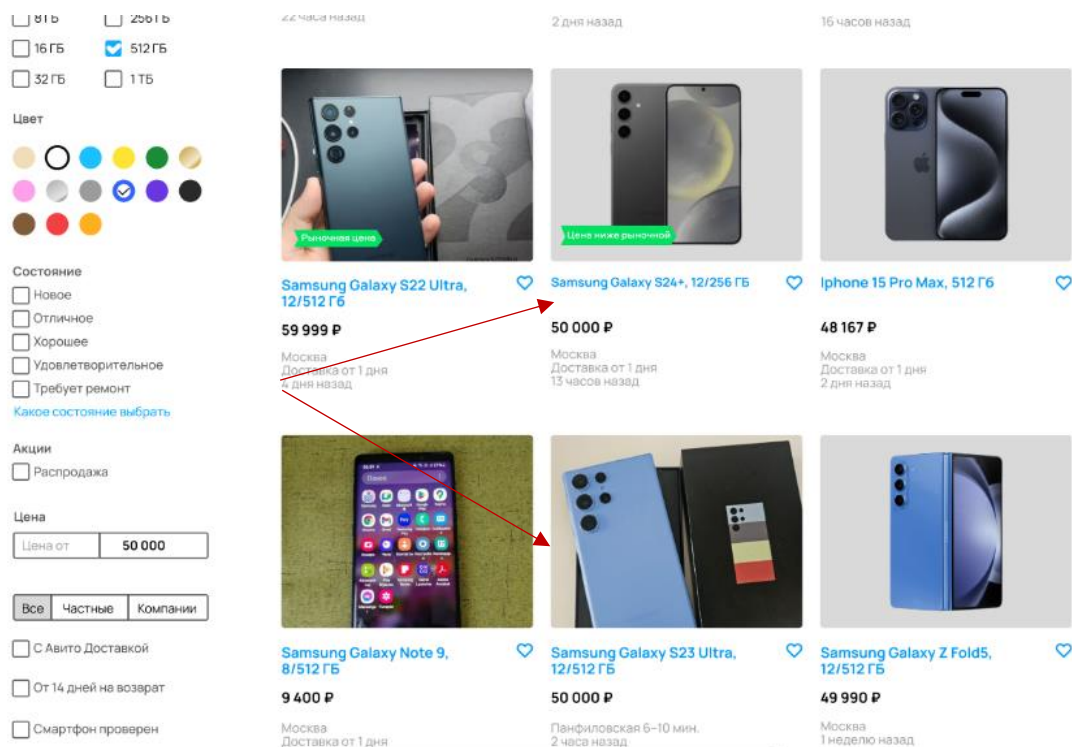 8 ГБ
256 ГБ
16 ГБ
512 ГБ
32 ГБ
1 ТБ
Цвет
Состояние
Новое
Отличное
Хорошее
Удовлетворительное
Требует ремонт
Какое состояние выбрать
Акции
Распродажа
Цена
Цена от
50 000
Все
Частные
Компании
С Авито Доставкой
От 14 дней на возврат
Смартфон проверен
22 часа назад
2 дня назад
16 часов назад
Рыночная цена
Samsung Galaxy S22 Ultra,
12/512 Гб
59 999 ₽
Москва
Доставка от 1 дня
4 дня назад
Цена ниже рыночной
Samsung Galaxy S24+, 12/256 ГБ
50 000 ₽
Москва
Доставка от 1 дня
13 часов назад
Iphone 15 Pro Max, 512 Гб
48 167 ₽
Москва
Доставка от 1 дня
2 дня назад
Samsung Galaxy Note 9,
8/512 ГБ
9 400 ₽
Москва
Доставка от 1 дня
Samsung Galaxy S23 Ultra,
12/512 ГБ
50 000 ₽
Панфиловская 6–10 мин.
2 часа назад
Samsung Galaxy Z Fold5,
12/512 ГБ
49 990 ₽
Москва
1 неделю назад